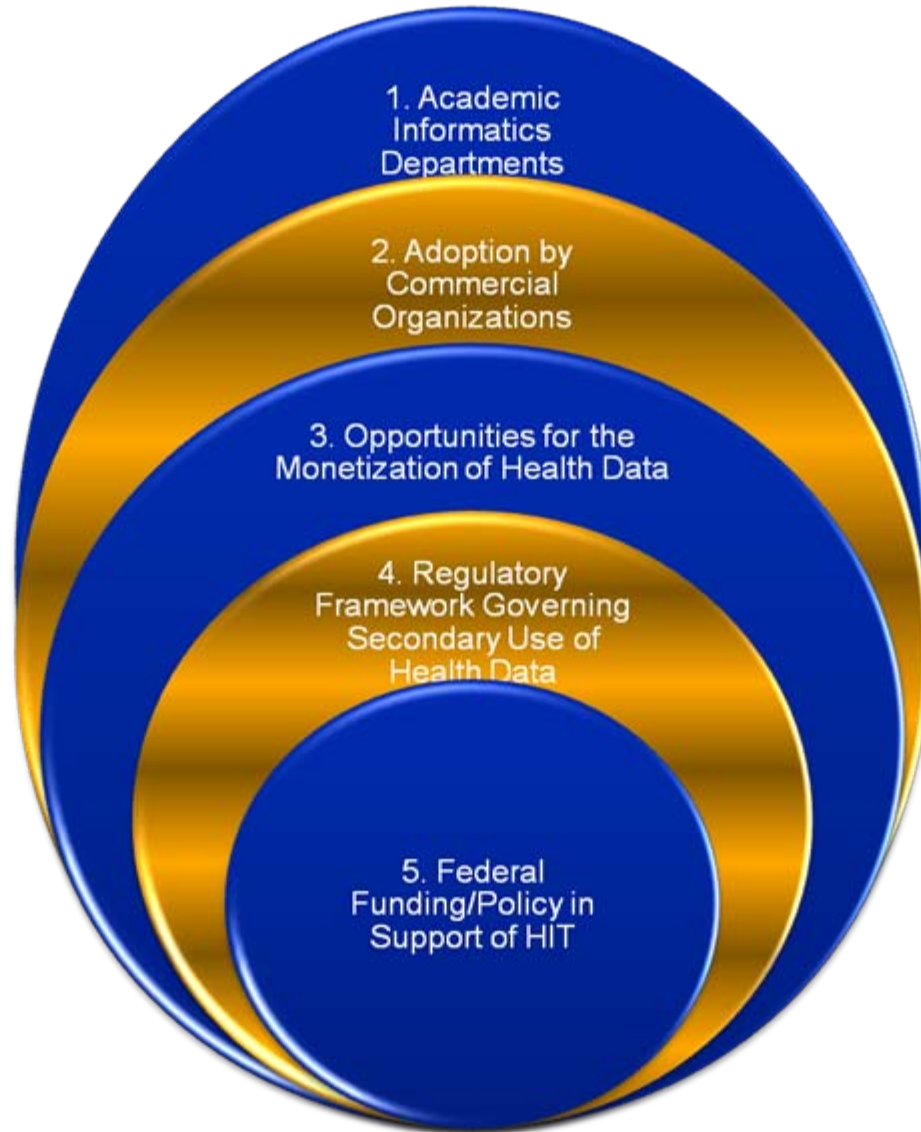 1. Academic
Informatics
Departments
2. Adoption by
Commercial
Organizations
3. Opportunities for the
Monetization of Health Data
4. Regulatory
Framework Governing
Secondary Use of
Health Data
5. Federal
Funding/Policy in
Support of HIT